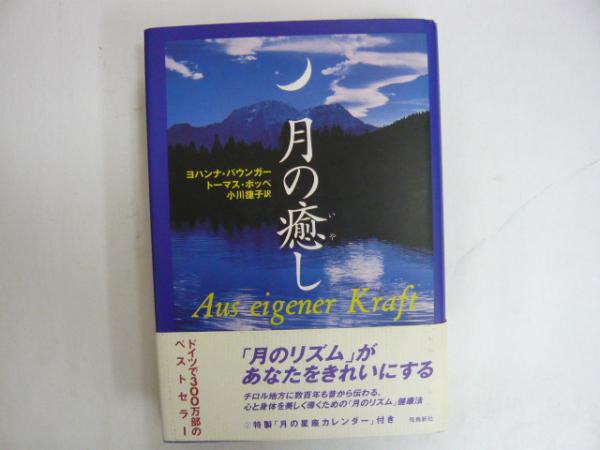 月の癒し
いや
ヨハンナ・パウンガー
トーマス・ポッペ
小川捷子訳
Aus eigener Kraft
ドイツで300万部の
ベストセラー
「月のリズム」が
あなたをきれいにする
チロル地方に数百年も昔から伝わる、
心と身体を美しく導くための「月のリズム」健康法
特製「月の星座カレンダー」付き
飛鳥新社